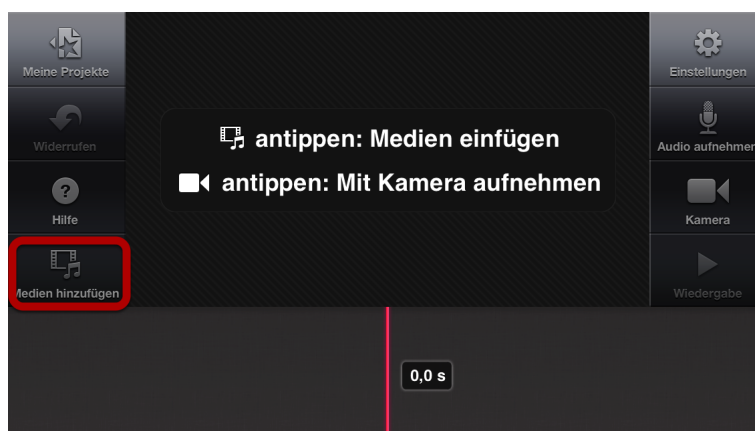 Meine Projekte
Widerrufen
Hilfe
Medien hinzufügen
antippen: Medien einfügen
antippen: Mit Kamera aufnehmen
Einstellungen
Audio aufnehmen
Kamera
Wiedergabe
0,0 s